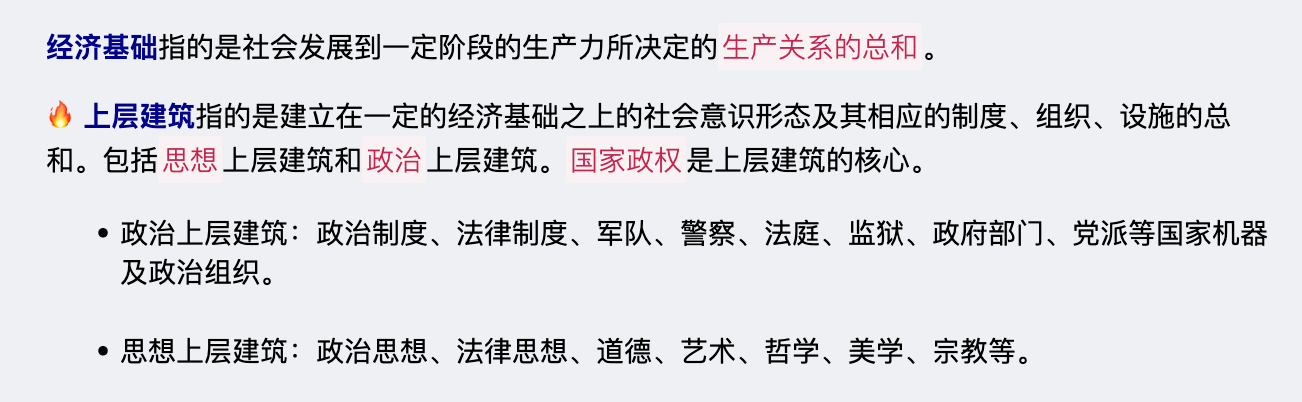 经济基础指的是社会发展到一定阶段的生产力所决定的生产关系的总和。
🔥 上层建筑指的是建立在一定的经济基础之上的社会意识形态及其相应的制度、组织、设施的总
和。包括思想上层建筑和政治上层建筑。国家政权是上层建筑的核心。
• 政治上层建筑：政治制度、法律制度、军队、警察、法庭、监狱、政府部门、党派等国家机器
及政治组织。
• 思想上层建筑：政治思想、法律思想、道德、艺术、哲学、美学、宗教等。